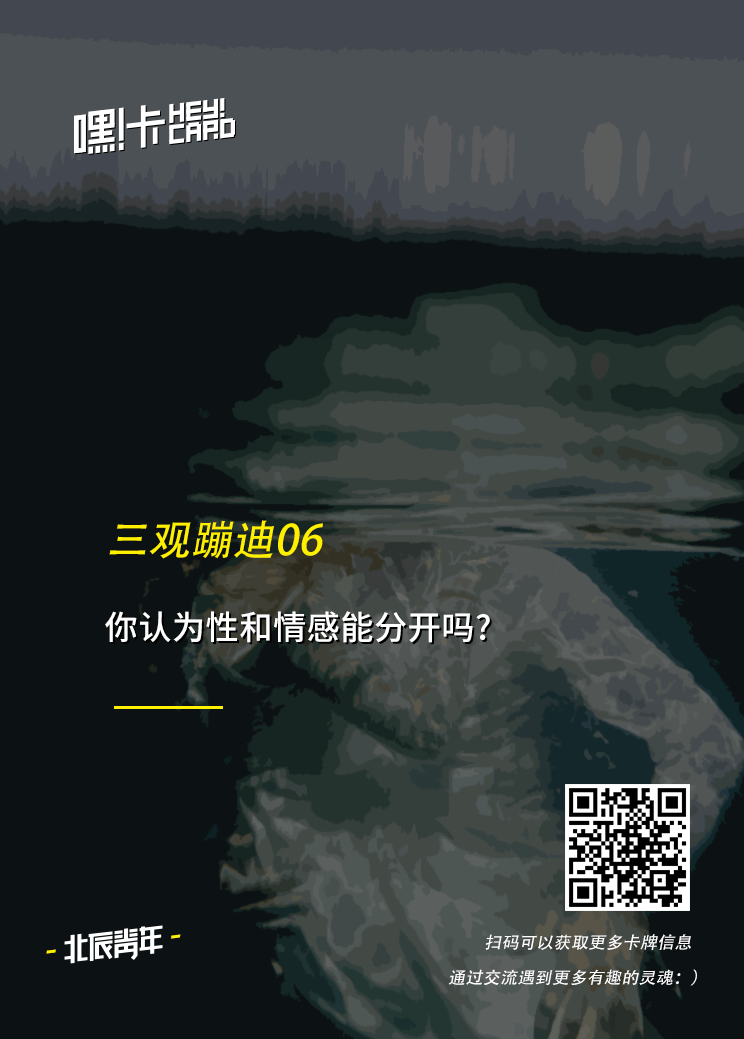 嘿!卡 HEY! CARD
三观蹦迪06
你认为性和情感能分开吗?
- 北辰青年 -
扫码可以获取更多卡牌信息
通过交流遇到更多有趣的灵魂：）